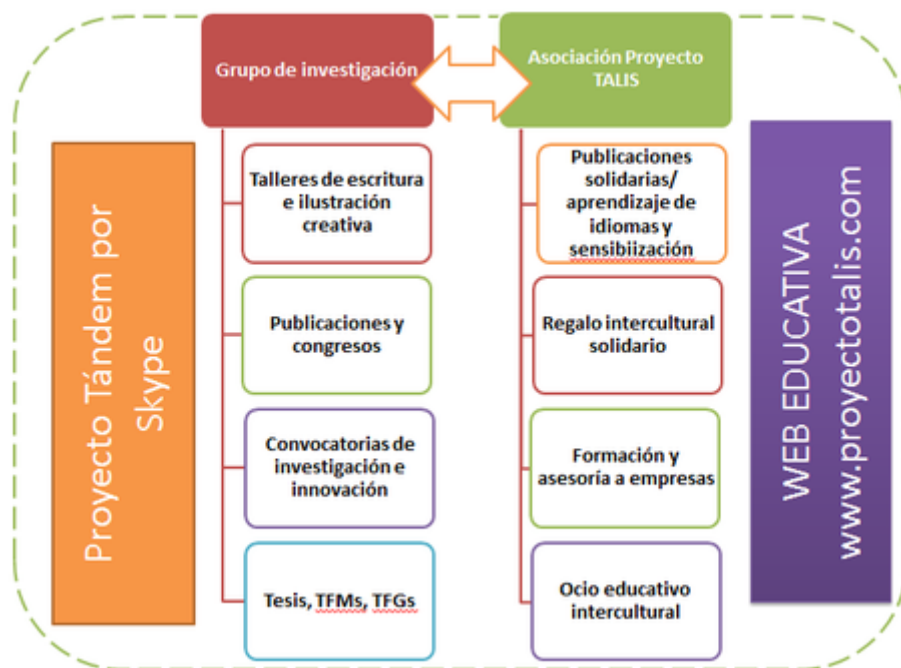 Grupo de investigación
Asociación Proyecto
TALIS
Proyecto Tándem por
Skype
Talleres de escritura
e ilustración
creativa
Publicaciones y
congresos
Convocatorias de
investigación e
innovación
Tesis, TFMs, TFGs
Publicaciones
solidarias/
aprendizaje de
idiomas y
sensibiización
Regalo intercultural
solidario
Formación y
asesoría a empresas
Ocio educativo
intercultural
WEB EDUCATIVA
www.proyectotalis.com